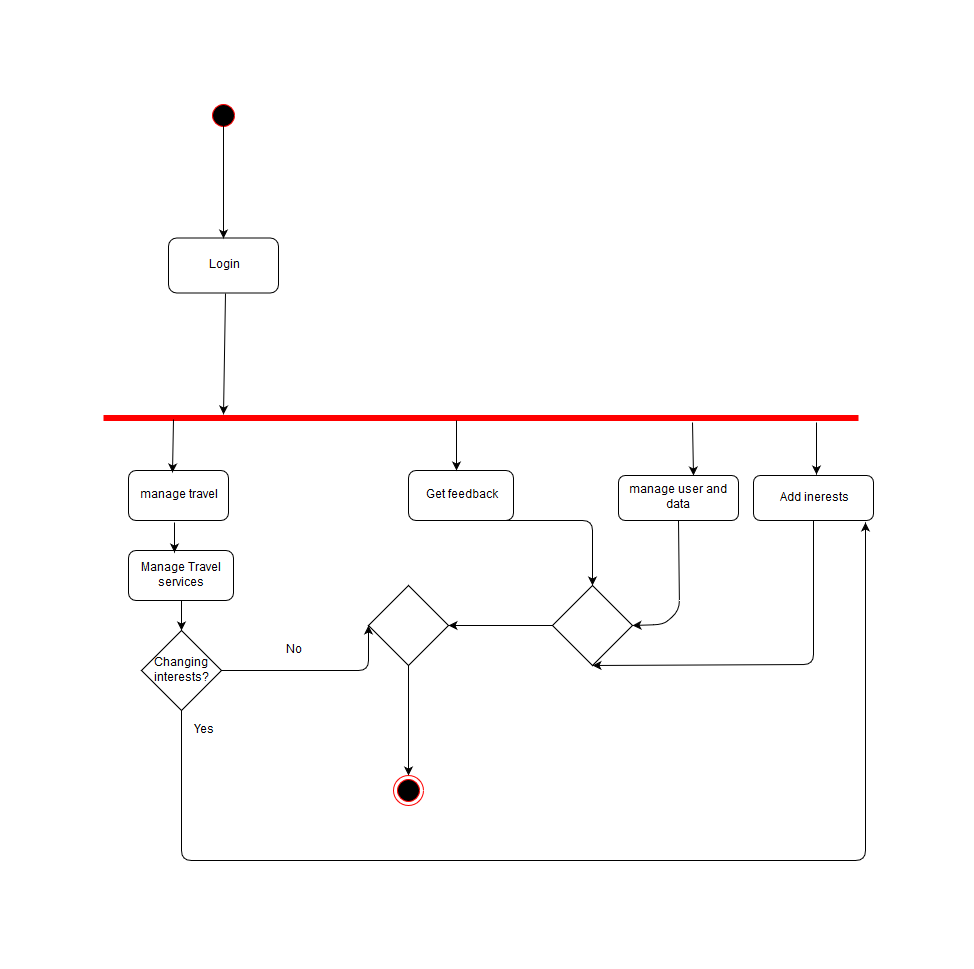 Login
manage travel
Get feedback
manage user and
data
Add inerests
Manage Travel
services
No
Changing
interests?
Yes